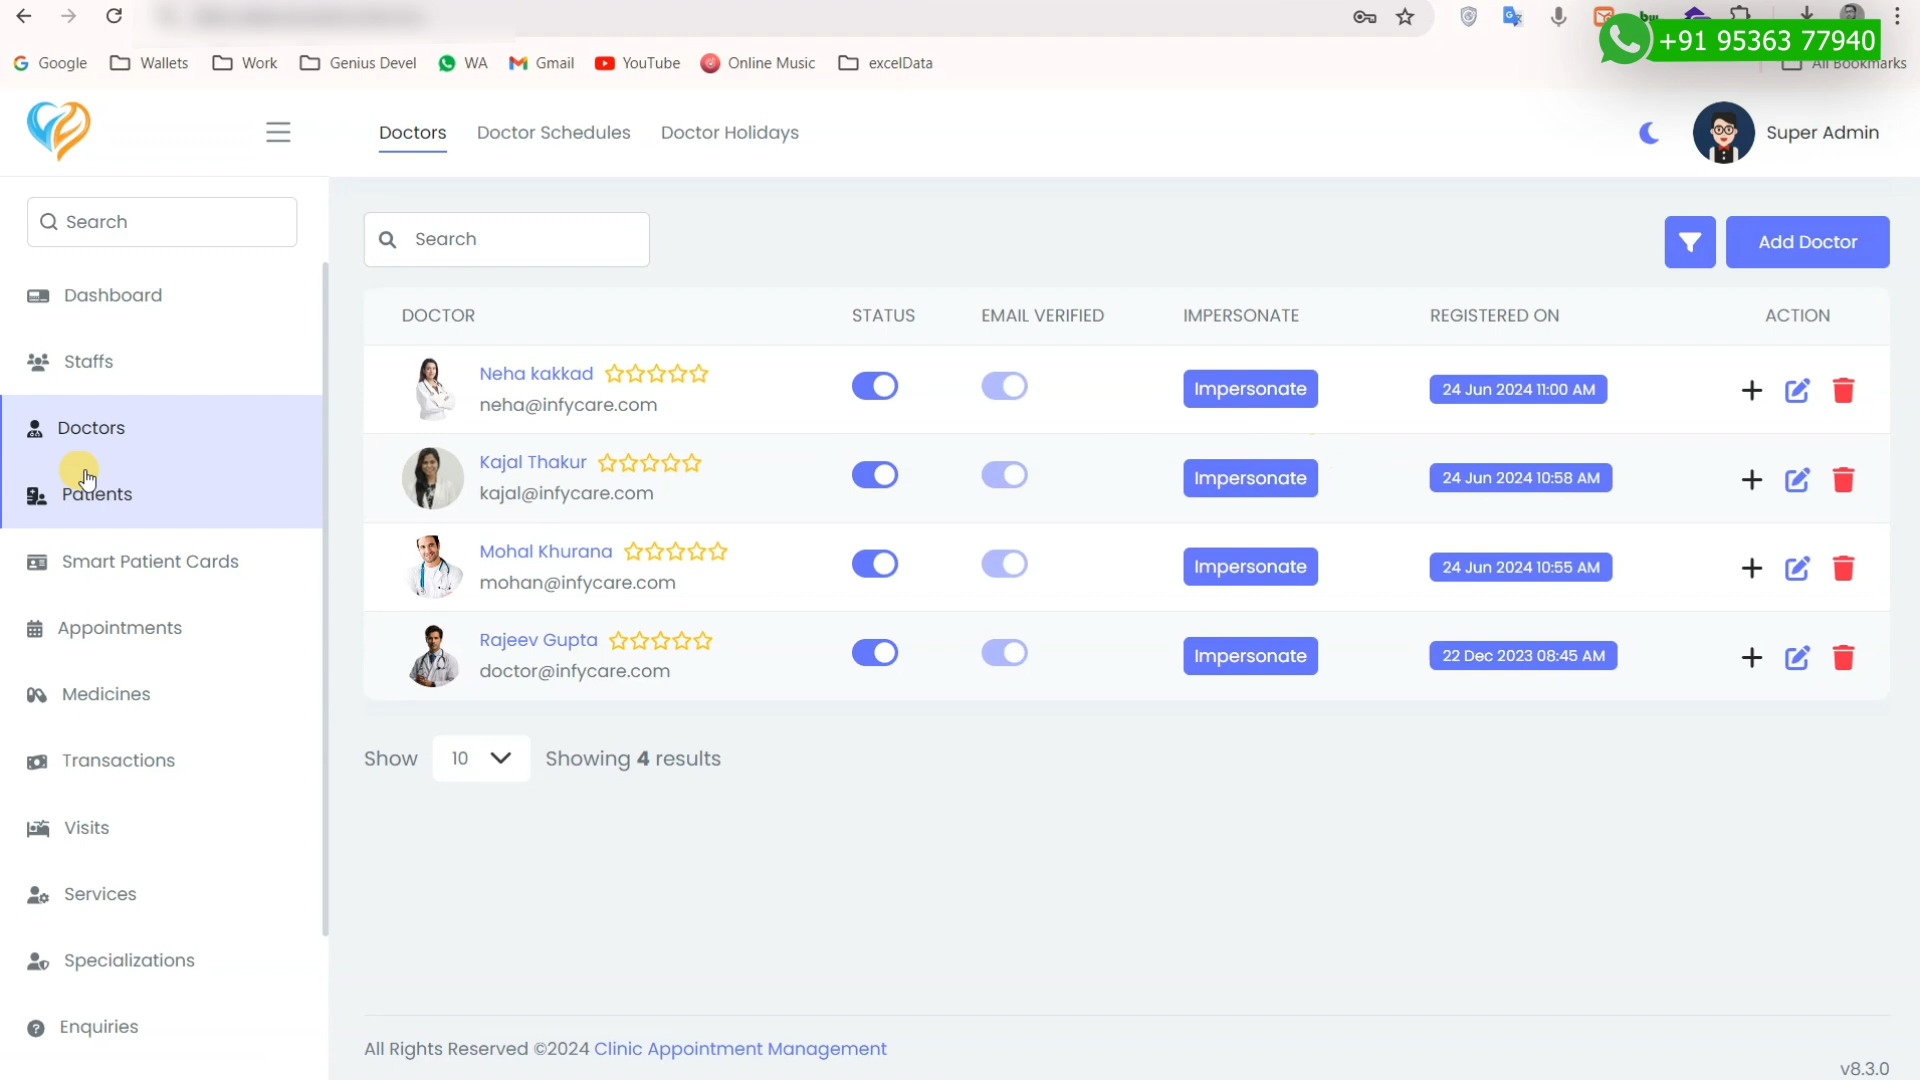 +91 95363 77940
Google Wallets Work Genius Devel WA Gmail YouTube Online Music excelData All Bookmarks
Doctors Doctor Schedules Doctor Holidays Super Admin
Search
Dashboard
Staffs
Doctors
Patients
Smart Patient Cards
Appointments
Medicines
Transactions
Visits
Services
Specializations
Enquiries
Search
Add Doctor
DOCTOR STATUS EMAIL VERIFIED IMPERSONATE REGISTERED ON ACTION
Neha kakkad
neha@infycare.com
Impersonate
24 Jun 2024 11:00 AM
Kajal Thakur
kajal@infycare.com
Impersonate
24 Jun 2024 10:58 AM
Mohal Khurana
mohan@infycare.com
Impersonate
24 Jun 2024 10:55 AM
Rajeev Gupta
doctor@infycare.com
Impersonate
22 Dec 2023 08:45 AM
Show 10 Showing 4 results
All Rights Reserved ©2024 Clinic Appointment Management
v8.3.0